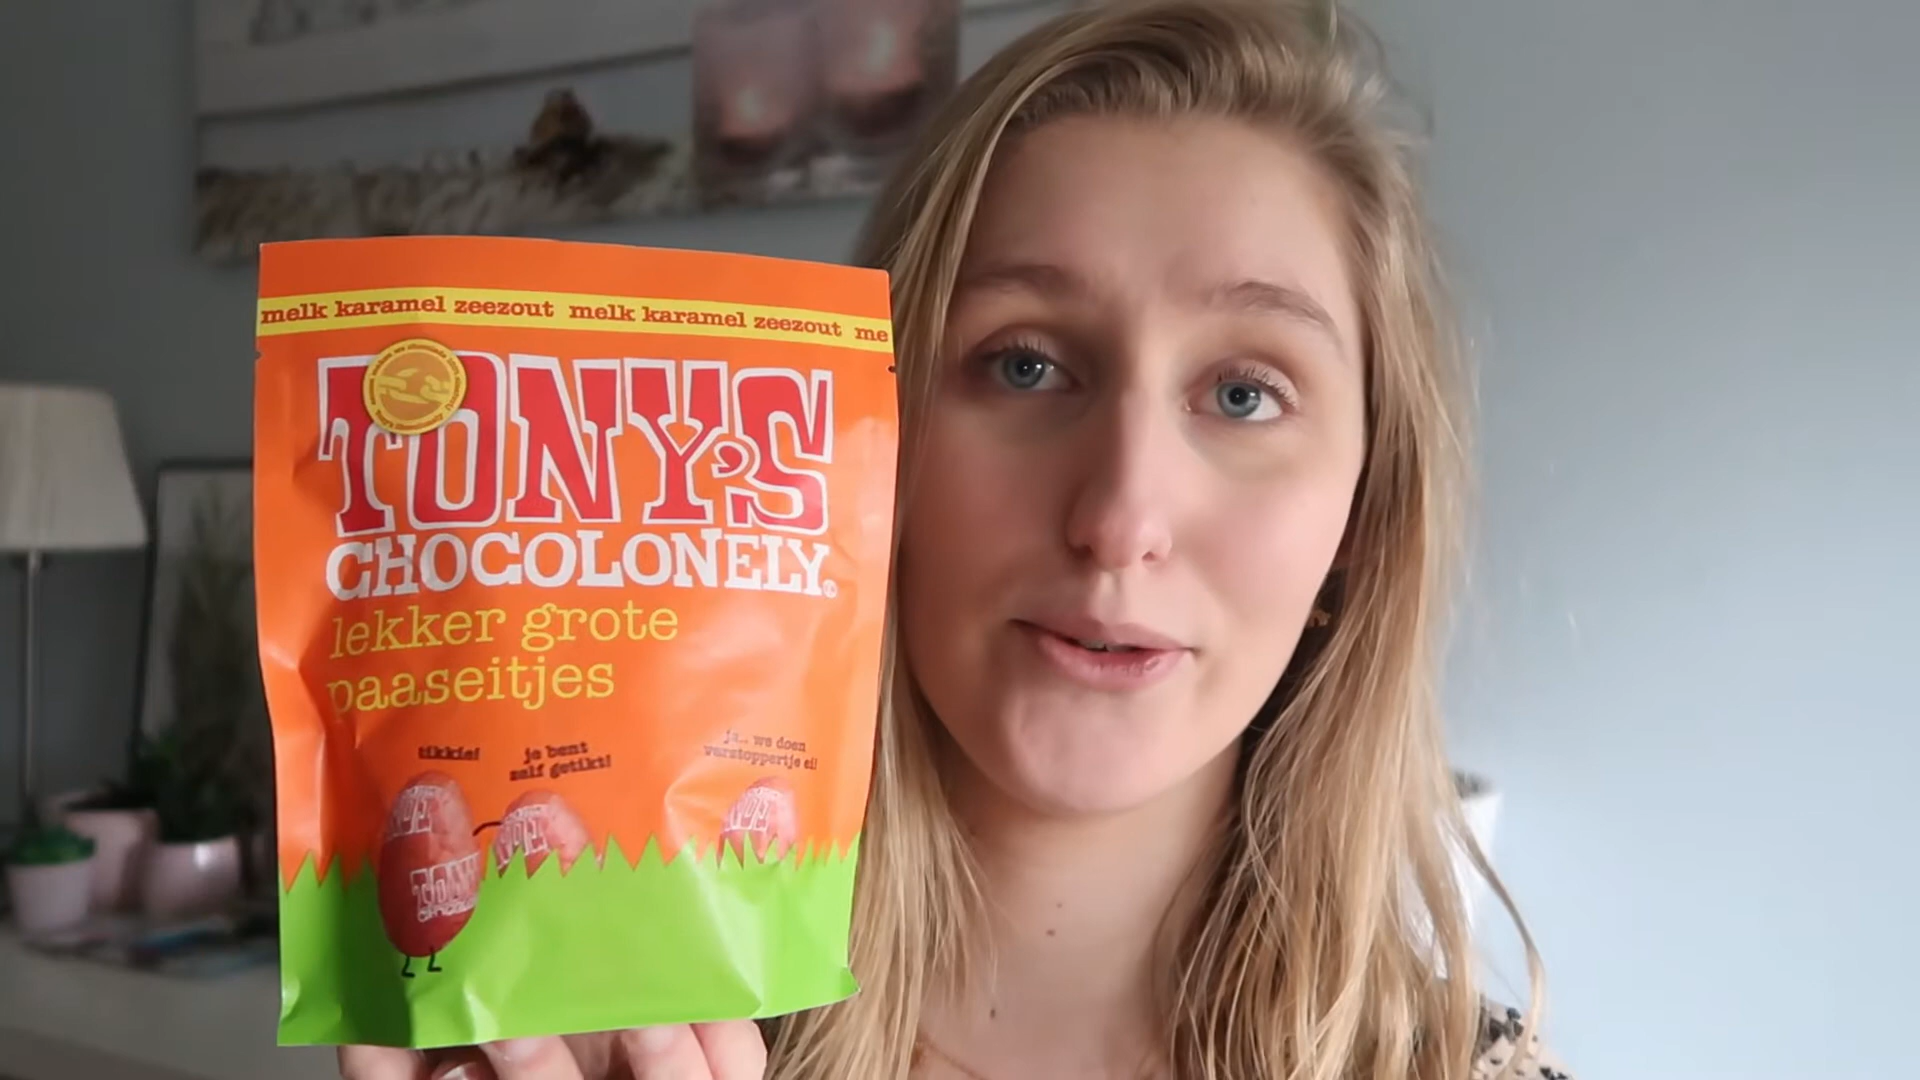 melk karamel zeezout melk karamel zeezout me
TONY'S
CHOCOLONELY
lekker grote
paaseitjes
tikkie!
je bent
zelf getikt!
ja.. we doen
verstoppertje ei!
TONY'S